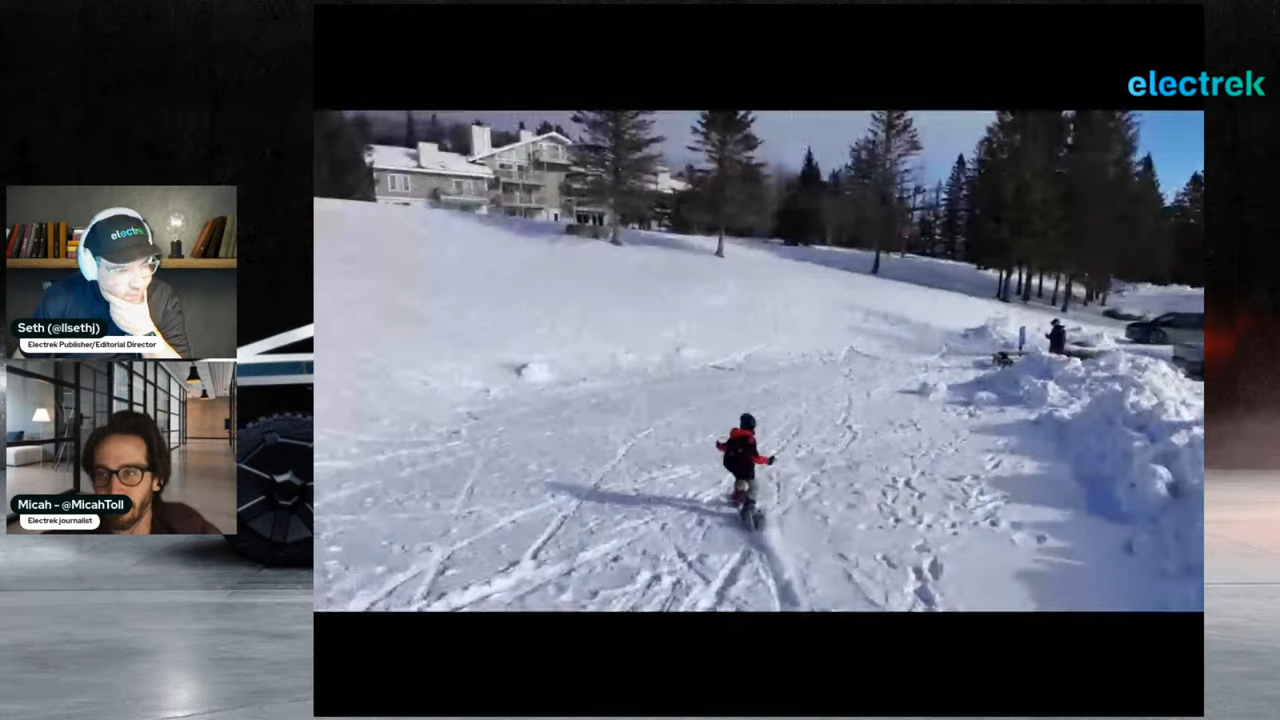 electrek
electrek
Seth (@llsethj)
Electrek Publisher/Editorial Director
Micah - @MicahToll
Electrek journalist